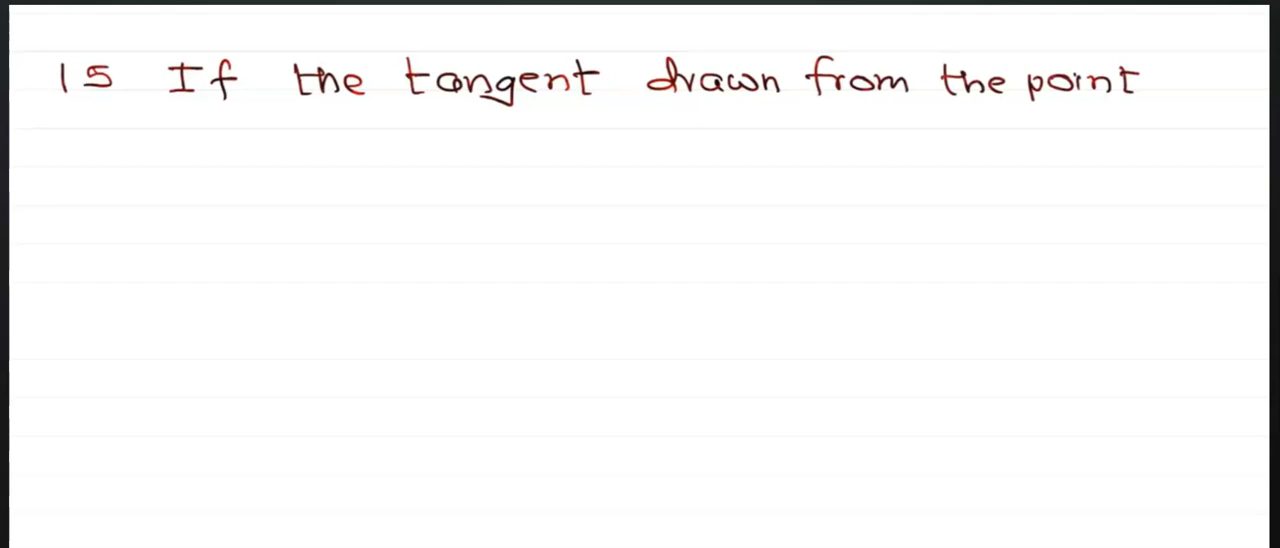 15 If the tangent drawn from the point